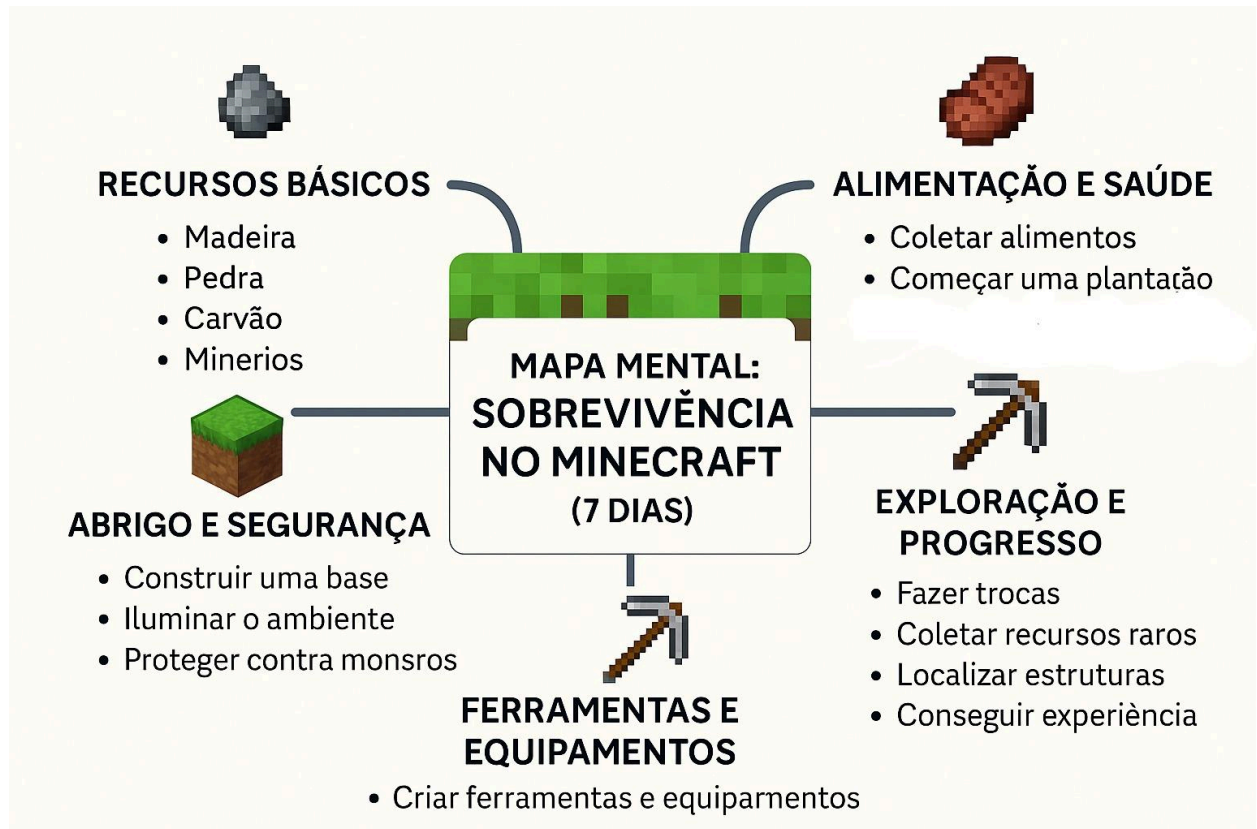 RECURSOS BÁSICOS
• Madeira
• Pedra
• Carvão
• Minerios
ALIMENTAÇÃO E SAÚDE
• Coletar alimentos
• Começar uma plantação
MAPA MENTAL:
SOBREVIVĚNCIA
NO MINECRAFT
(7 DIAS)
ABRIGO E SEGURANÇA
• Construir uma base
• Iluminar o ambiente
• Proteger contra monsros
EXPLORAÇÃO E
PROGRESSO
• Fazer trocas
• Coletar recursos raros
• Localizar estruturas
• Conseguir experiència
FERRAMENTAS E
EQUIPAMENTOS
• Criar ferramentas e equiparmentos